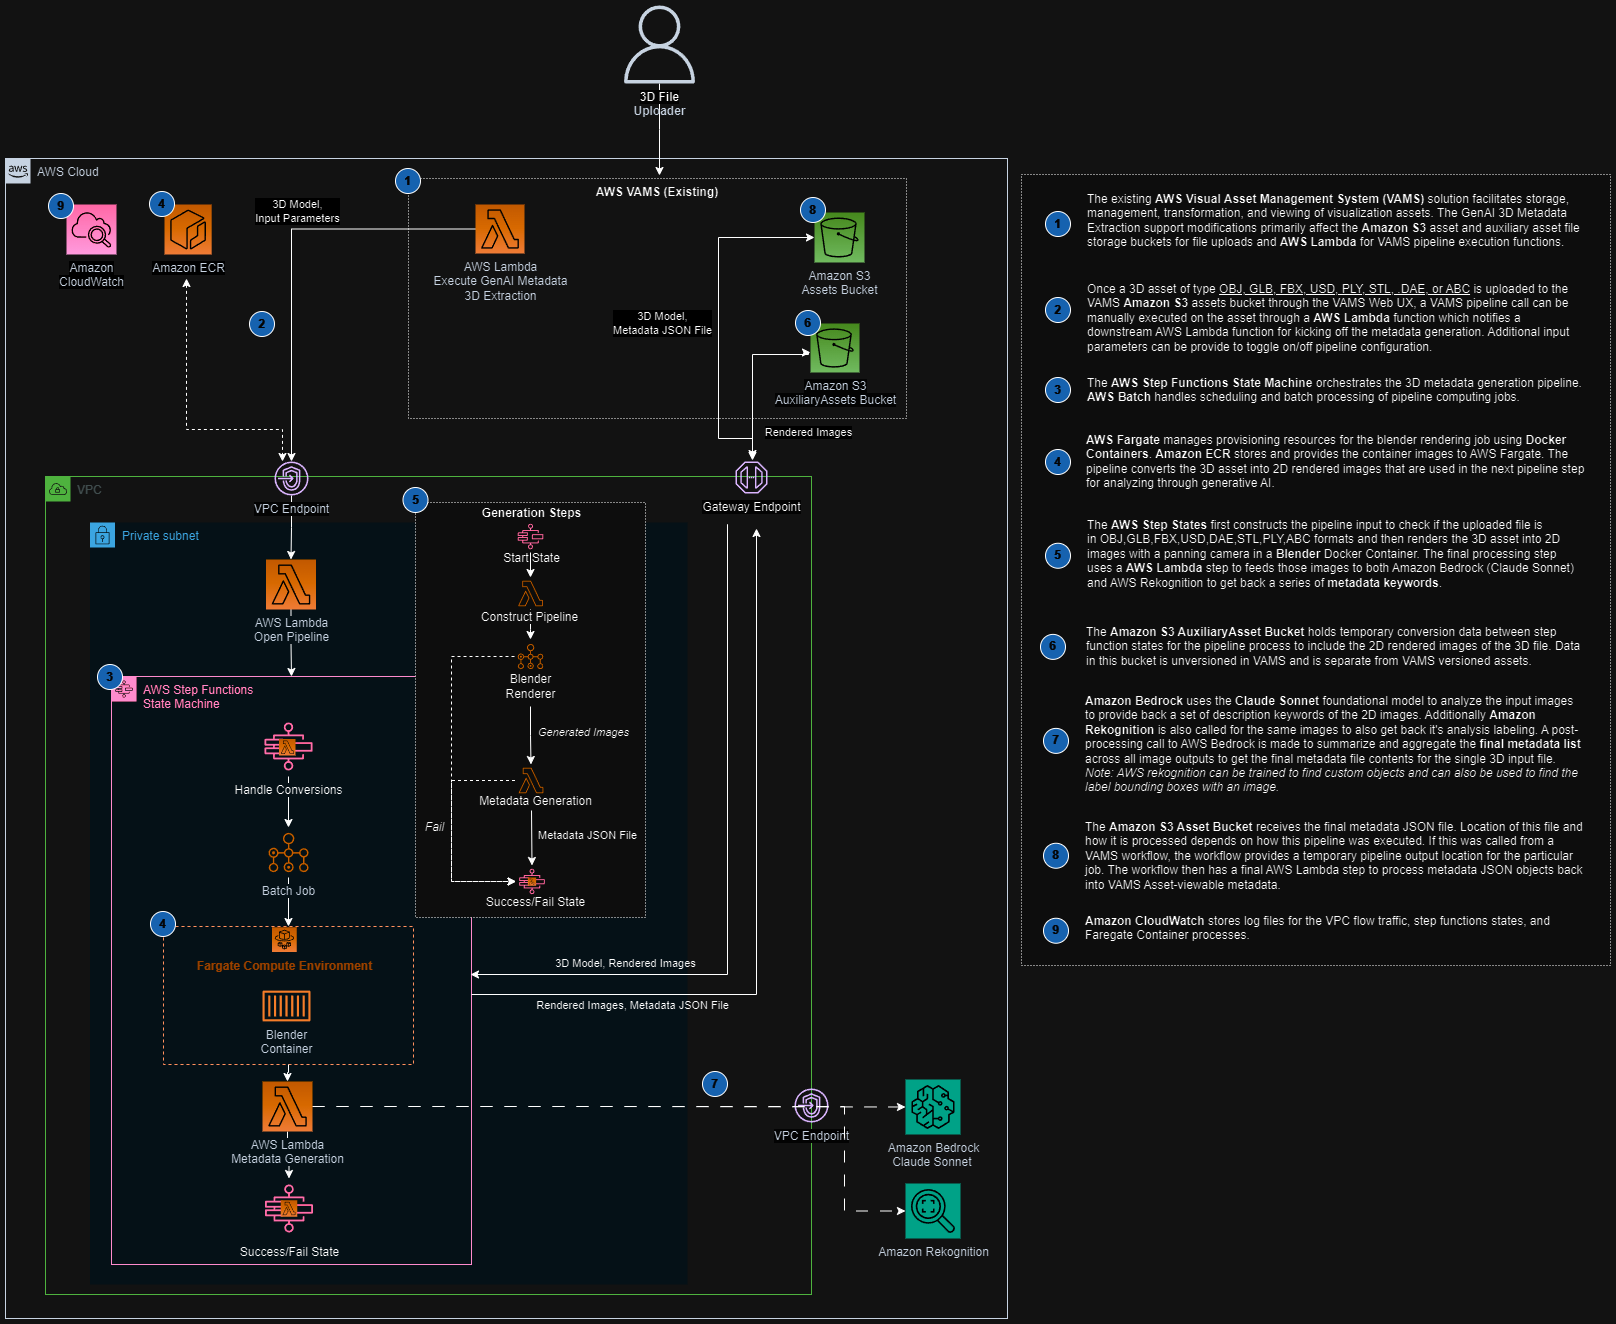 3D File
Uploader
aws
AWS Cloud
9
Amazon
CloudWatch
4
Amazon ECR
3D Model,
Input Parameters
2
1
AWS VAMS (Existing)
AWS Lambda
Execute GenAI Metadata
3D Extraction
8
Amazon S3
Assets Bucket
3D Model,
Metadata JSON File
6
Amazon S3
AuxiliaryAssets Bucket
Rendered Images
VPC
VPC Endpoint
Gateway Endpoint
Private subnet
AWS Lambda
Open Pipeline
5
Generation Steps
Start State
Construct Pipeline
Blender
Renderer
Generated Images
Metadata Generation
Fail
Metadata JSON File
Success/Fail State
3
AWS Step Functions
State Machine
Handle Conversions
Batch Job
4
Fargate Compute Environment
Blender
Container
3D Model, Rendered Images
Rendered Images, Metadata JSON File
AWS Lambda
Metadata Generation
Success/Fail State
7
VPC Endpoint
Amazon Bedrock
Claude Sonnet
Amazon Rekognition
1
The existing AWS Visual Asset Management System (VAMS) solution facilitates storage,
management, transformation, and viewing of visualization assets. The GenAI 3D Metadata
Extraction support modifications primarily affect the Amazon S3 asset and auxiliary asset file
storage buckets for file uploads and AWS Lambda for VAMS pipeline execution functions.
2
Once a 3D asset of type OBJ, GLB, FBX, USD, PLY, STL, .DAE, or ABC is uploaded to the
VAMS Amazon S3 assets bucket through the VAMS Web UX, a VAMS pipeline call can be
manually executed on the asset through a AWS Lambda function which notifies a
downstream AWS Lambda function for kicking off the metadata generation. Additional input
parameters can be provide to toggle on/off pipeline configuration.
3
The AWS Step Functions State Machine orchestrates the 3D metadata generation pipeline.
AWS Batch handles scheduling and batch processing of pipeline computing jobs.
4
AWS Fargate manages provisioning resources for the blender rendering job using Docker
Containers. Amazon ECR stores and provides the container images to AWS Fargate. The
pipeline converts the 3D asset into 2D rendered images that are used in the next pipeline step
for analyzing through generative AI.
5
The AWS Step States first constructs the pipeline input to check if the uploaded file is
in OBJ,GLB,FBX,USD,DAE,STL,PLY,ABC formats and then renders the 3D asset into 2D
images with a panning camera in a Blender Docker Container. The final processing step
uses a AWS Lambda step to feeds those images to both Amazon Bedrock (Claude Sonnet)
and AWS Rekognition to get back a series of metadata keywords.
6
The Amazon S3 AuxiliaryAsset Bucket holds temporary conversion data between step
function states for the pipeline process to include the 2D rendered images of the 3D file. Data
in this bucket is unversioned in VAMS and is separate from VAMS versioned assets.
7
Amazon Bedrock uses the Claude Sonnet foundational model to analyze the input images
to provide back a set of description keywords of the 2D images. Additionally Amazon
Rekognition is also called for the same images to also get back it's analysis labeling. A post-
processing call to AWS Bedrock is made to summarize and aggregate the final metadata list
across all image outputs to get the final metadata file contents for the single 3D input file.
Note: AWS rekognition can be trained to find custom objects and can also be used to find the
label bounding boxes with an image.
8
The Amazon S3 Asset Bucket receives the final metadata JSON file. Location of this file and
how it is processed depends on how this pipeline was executed. If this was called from a
VAMS workflow, the workflow provides a temporary pipeline output location for the particular
job. The workflow then has a final AWS Lambda step to process metadata JSON objects back
into VAMS Asset-viewable metadata.
9
Amazon CloudWatch stores log files for the VPC flow traffic, step functions states, and
Faregate Container processes.